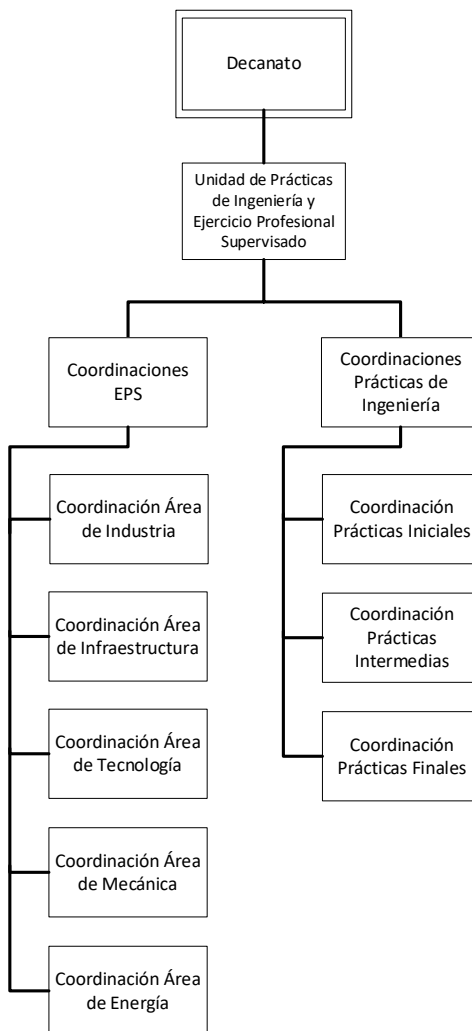 Decanato
Unidad de Prácticas
de Ingeniería y
Ejercicio Profesional
Supervisado
Coordinaciones
EPS
Coordinaciones
Prácticas de
Ingeniería
Coordinación Área
de Industria
Coordinación Área
de Infraestructura
Coordinación Área
de Tecnología
Coordinación Área
de Mecánica
Coordinación Área
de Energía
Coordinación
Prácticas Iniciales
Coordinación
Prácticas
Intermedias
Coordinación
Prácticas Finales